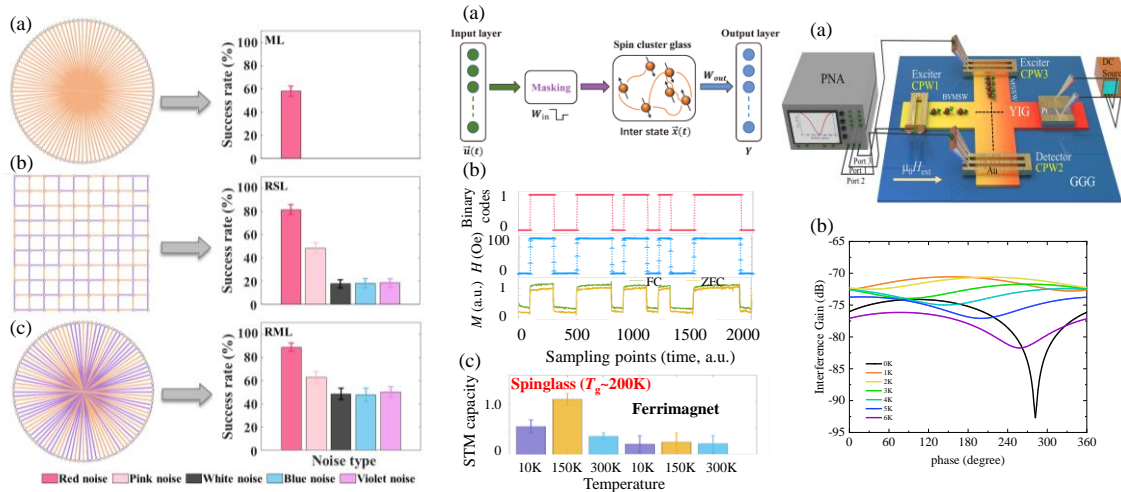 (a)
ML
100
80
60
40
20
0
Success rate (%)
(b)
RSL
100
80
60
40
20
0
Success rate (%)
(c)
RML
100
80
60
40
20
0
Success rate (%)
Noise type
Red noise Pink noise White noise Blue noise Violet noise
(a)
Input layer
Output layer
Spin cluster glass
Masking
W_in
W_out
Inter state x⃗(t)
u⃗(t)
Y
(b)
Binary codes
1
0
H (Oe)
100
0
M (a.u.)
1
0
FC ZFC
0 500 1000 1500 2000
Sampling points (time, a.u.)
(c)
STM capacity
1.0
0
Spinglass (T_g~200K)
Ferrimagnet
10K 150K 300K 10K 150K 300K
Temperature
(a)
PNA
Exciter
CPW3
DC
Source
Exciter
CPW1
BVMSW
YIG
Pt
Port 3
Port 1
Port 2
Detector
CPW2
Au
μ₀H_ext
GGG
(b)
-65
-70
-75
-80
-85
-90
-95
Interference Gain (dB)
0K
1K
2K
3K
4K
5K
6K
0 60 120 180 240 300 360
phase (degree)